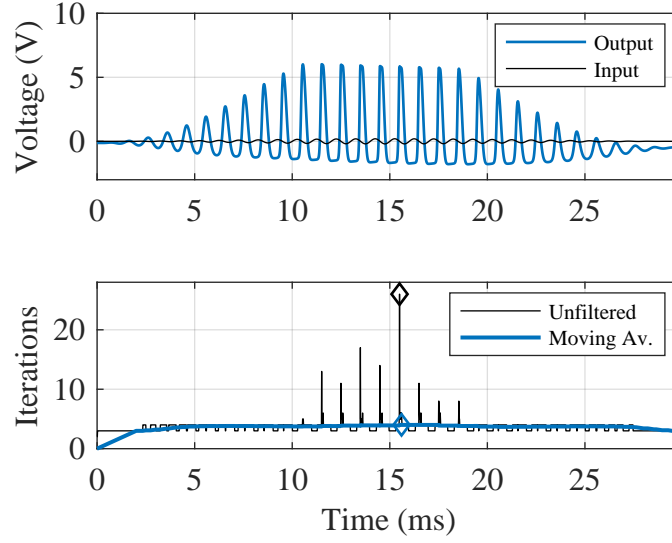 10
5
0
Voltage (V)
Output
Input
0 5 10 15 20 25
20
10
0
Iterations
Unfiltered
Moving Av.
0 5 10 15 20 25
Time (ms)